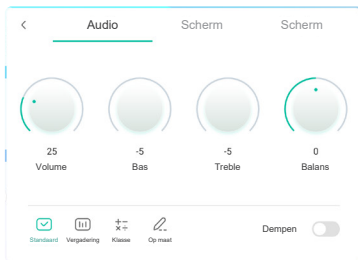 Audio Scherm Scherm
25 -5 -5 0
Volume Bas Treble Balans
Standaard Vergadering Klasse Op maat Dempen